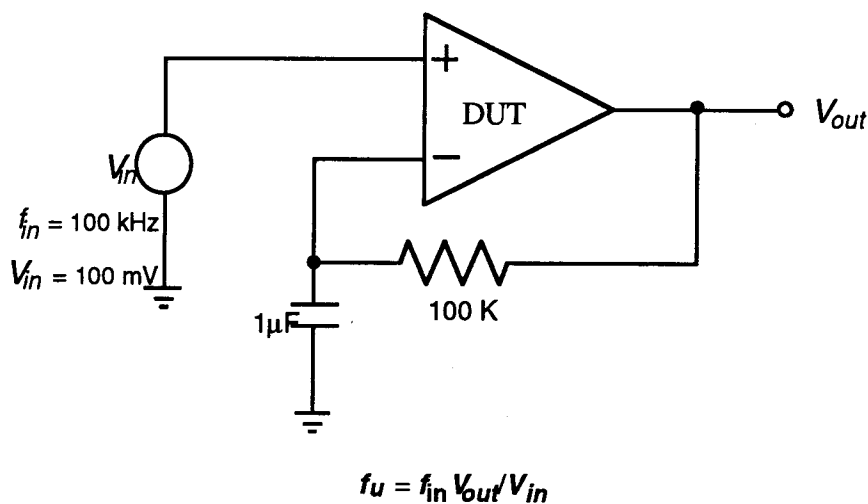 +
DUT
−
V_out
V_in
f_in = 100 kHz
V_in = 100 mV
100 K
1μF
f_u = f_in V_out/V_in